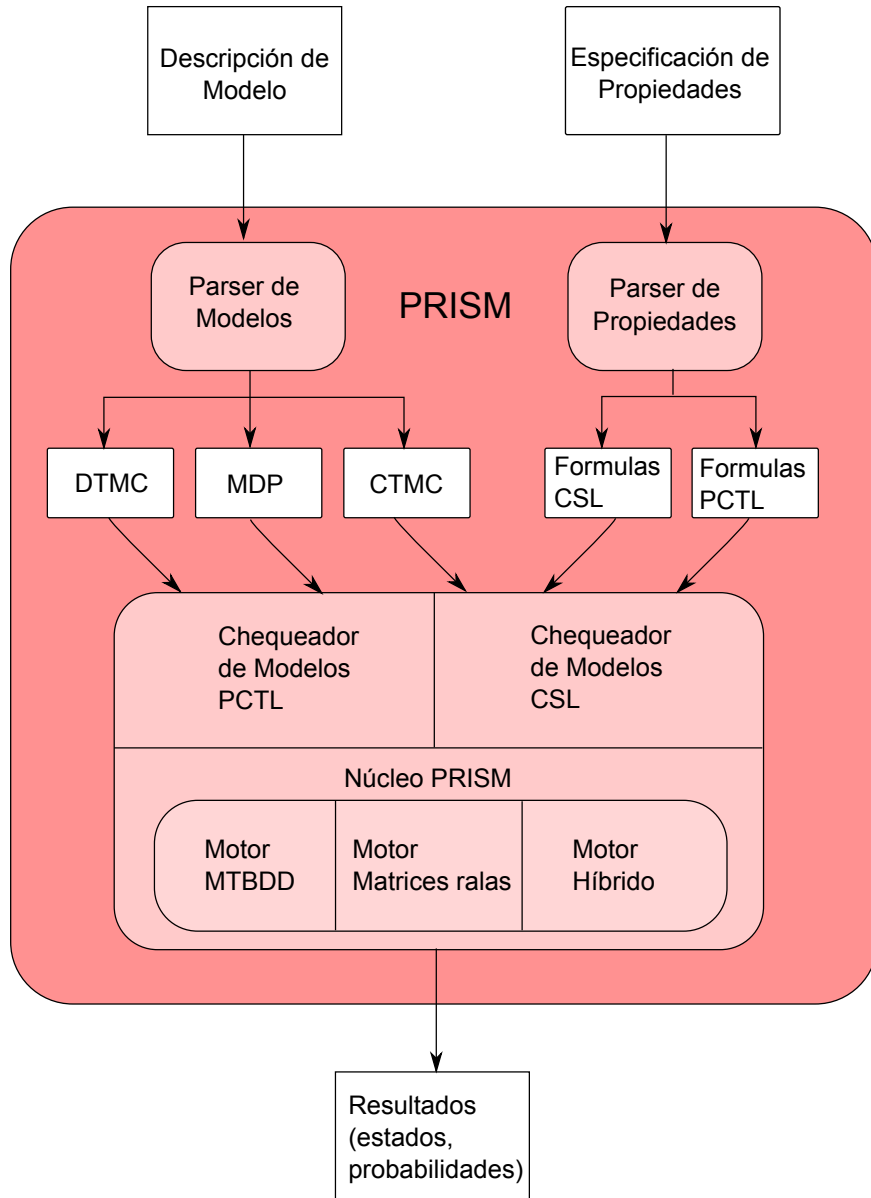 Descripción de
Modelo
Especificación de
Propiedades
Parser de
Modelos
PRISM
Parser de
Propiedades
DTMC
MDP
CTMC
Formulas
CSL
Formulas
PCTL
Chequeador
de Modelos
PCTL
Chequeador
de Modelos
CSL
Núcleo PRISM
Motor
MTBDD
Motor
Matrices ralas
Motor
Híbrido
Resultados
(estados,
probabilidades)